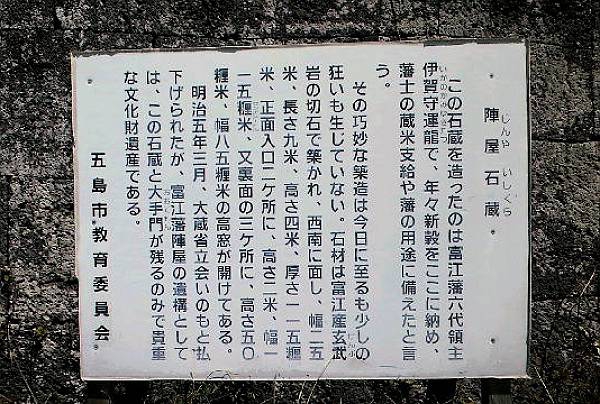 陣屋石蔵
じんや いしくら
この石蔵を造ったのは富江藩六代領主
伊賀守運龍で、年々新穀をここに納め、
藩士の蔵米支給や藩の用途に備えたと言
う。
その巧妙な築造は今日に至るも少しの
狂いも生じていない。石材は富江産玄武
岩の切石で築かれ、西南に面し、幅二五
米、長さ九米、高さ四米、厚さ一一五糎
米、正面入口二ケ所に、高さ二米、幅一
一五糎米、又裏面の三ケ所に、高さ五〇
糎米、幅八五糎米の高窓が開けてある。
明治五年三月、大蔵省立会いのもと払
下げられたが、富江藩陣屋の遺構として
は、この石蔵と大手門が残るのみで貴重
な文化財遺産である。
五島市教育委員会